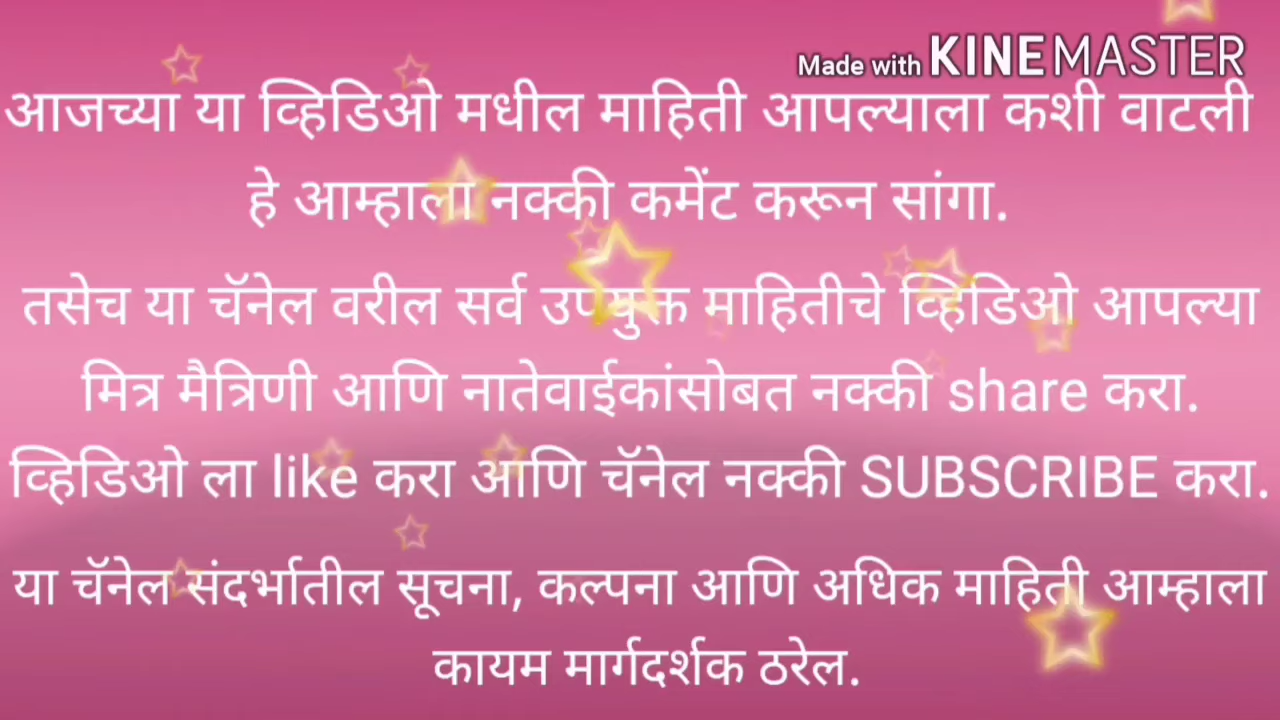 Made with KINEMASTER
आजच्या या व्हिडिओ मधील माहिती आपल्याला कशी वाटली
हे आम्हाला नक्की कमेंट करून सांगा.
तसेच या चॅनेल वरील सर्व उपयुक्त माहितीचे व्हिडिओ आपल्या
मित्र मैत्रिणी आणि नातेवाईकांसोबत नक्की share करा.
व्हिडिओ ला like करा आणि चॅनेल नक्की SUBSCRIBE करा.
या चॅनेल संदर्भातील सूचना, कल्पना आणि अधिक माहिती आम्हाला
कायम मार्गदर्शक ठरेल.